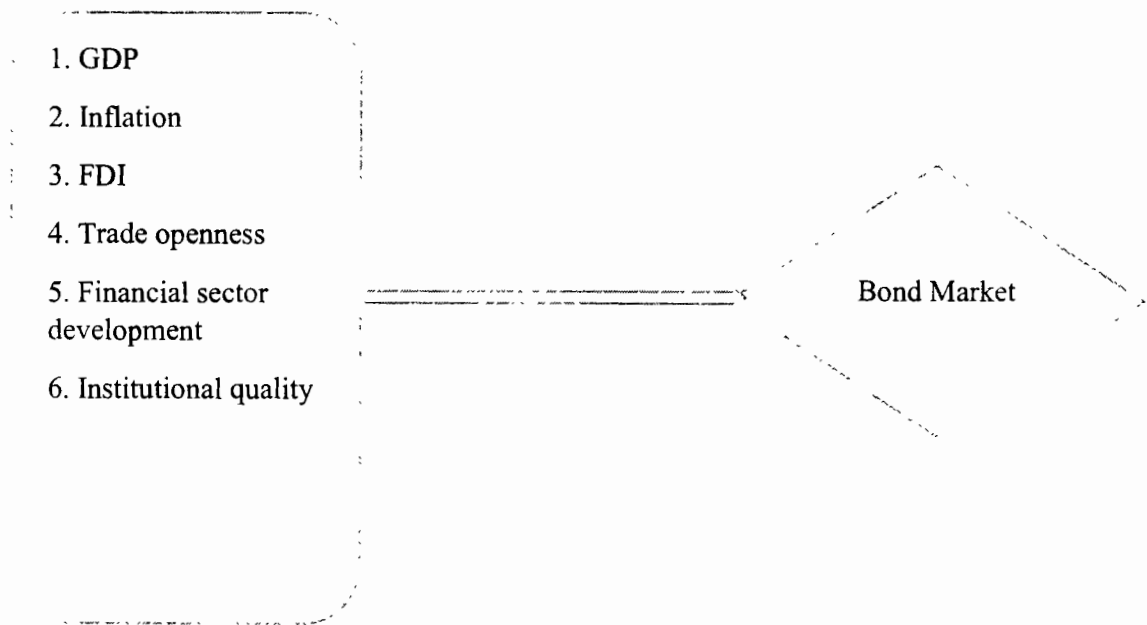 1. GDP
2. Inflation
3. FDI
4. Trade openness
5. Financial sector
development
6. Institutional quality
Bond Market